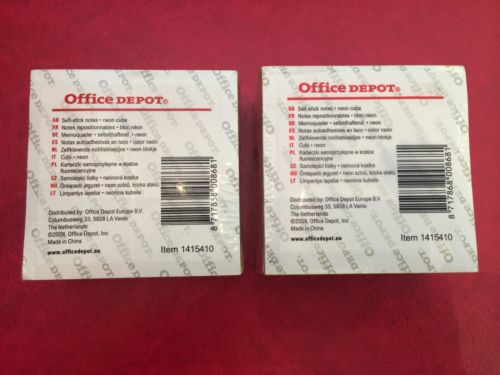 Office DEPOT®
GB Self-stick notes • neon cube
FR Notes repositionnables • bloc néon
DE Memoquader • selbsthaftend • neon
ES Notas autoadhesivas en taco • color neón
NL Zelfklevende notitieblaadjes • neon blokje
IT Cubi • neon
PL Karteczki samoprzylepne w kostce
fluorescencyjne
CZ Samolepicí lístky • neónová kostka
HU Öntapadó jegyzet • neon színű, kocka alakú
LT Limpantys lapeliai • neoninis kubelis
Distributed by: Office Depot Europe B.V.
Columbusweg 33, 5928 LA Venlo
The Netherlands
©2008, Office Depot, Inc
Made in China
www.officedepot.eu
8 717868 008681
Item 1415410
Office DEPOT®
GB Self-stick notes • neon cube
FR Notes repositionnables • bloc néon
DE Memoquader • selbsthaftend • neon
ES Notas autoadhesivas en taco • color neón
NL Zelfklevende notitieblaadjes • neon blokje
IT Cubi • neon
PL Karteczki samoprzylepne w kostce
fluorescencyjne
CZ Samolepicí lístky • neónová kostka
HU Öntapadó jegyzet • neon színű, kocka alakú
LT Limpantys lapeliai • neoninis kubelis
Distributed by: Office Depot Europe B.V.
Columbusweg 33, 5928 LA Venlo
The Netherlands
©2008, Office Depot, Inc
Made in China
www.officedepot.eu
8 717868 008681
Item 1415410